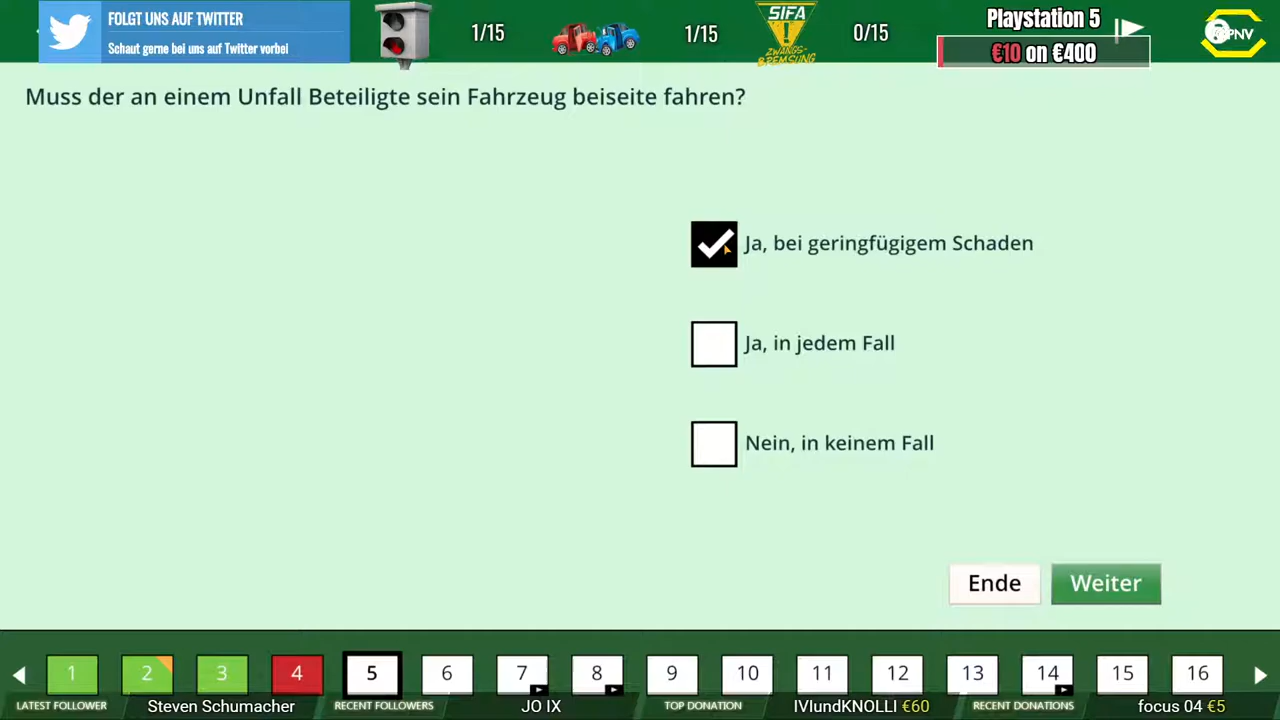 FOLGT UNS AUF TWITTER
Schaut gerne bei uns auf Twitter vorbei
1/15
1/15
SIFA
!
ZWANGS-
BREMSUNG
0/15
Playstation 5
€10 on €400
ÖPNV
Muss der an einem Unfall Beteiligte sein Fahrzeug beiseite fahren?
Ja, bei geringfügigem Schaden
Ja, in jedem Fall
Nein, in keinem Fall
Ende
Weiter
1 2 3 4 5 6 7 8 9 10 11 12 13 14 15 16
LATEST FOLLOWER Steven Schumacher RECENT FOLLOWERS JO IX TOP DONATION IVIundKNOLLI €60 RECENT DONATIONS focus 04 €5